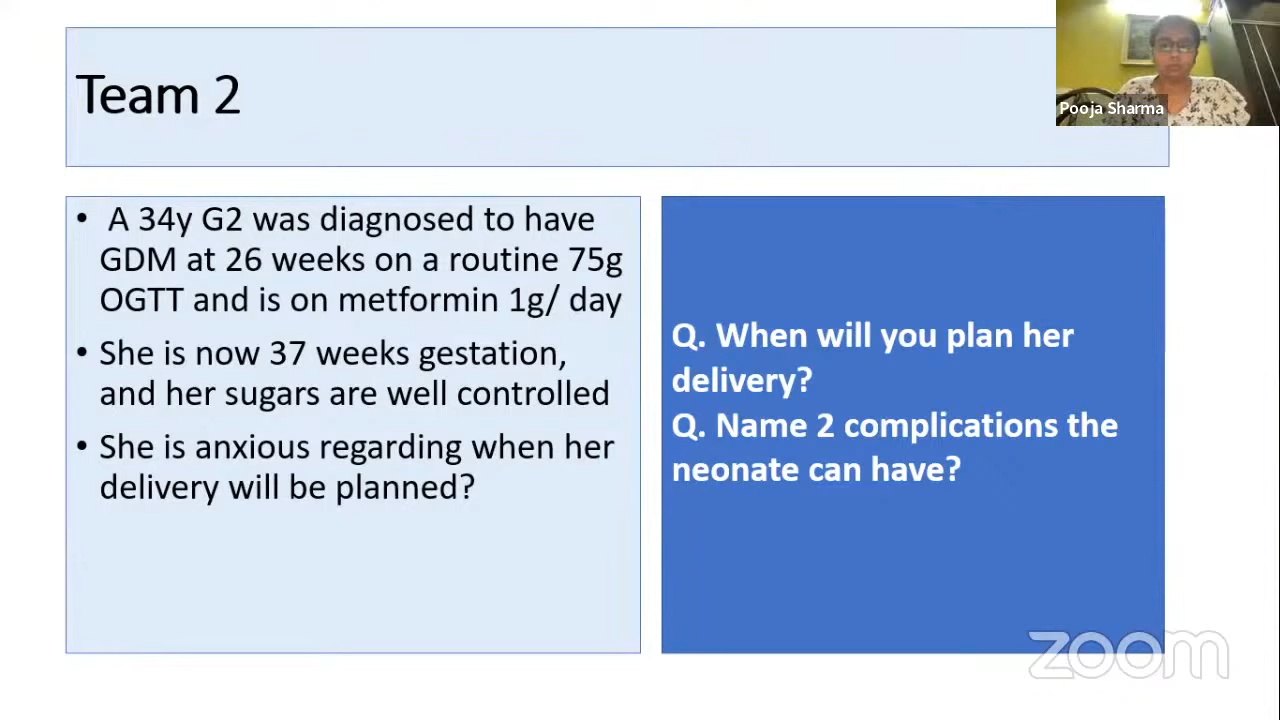 Team 2
Pooja Sharma
• A 34y G2 was diagnosed to have
GDM at 26 weeks on a routine 75g
OGTT and is on metformin 1g/ day
• She is now 37 weeks gestation,
and her sugars are well controlled
• She is anxious regarding when her
delivery will be planned?
Q. When will you plan her
delivery?
Q. Name 2 complications the
neonate can have?
zoom